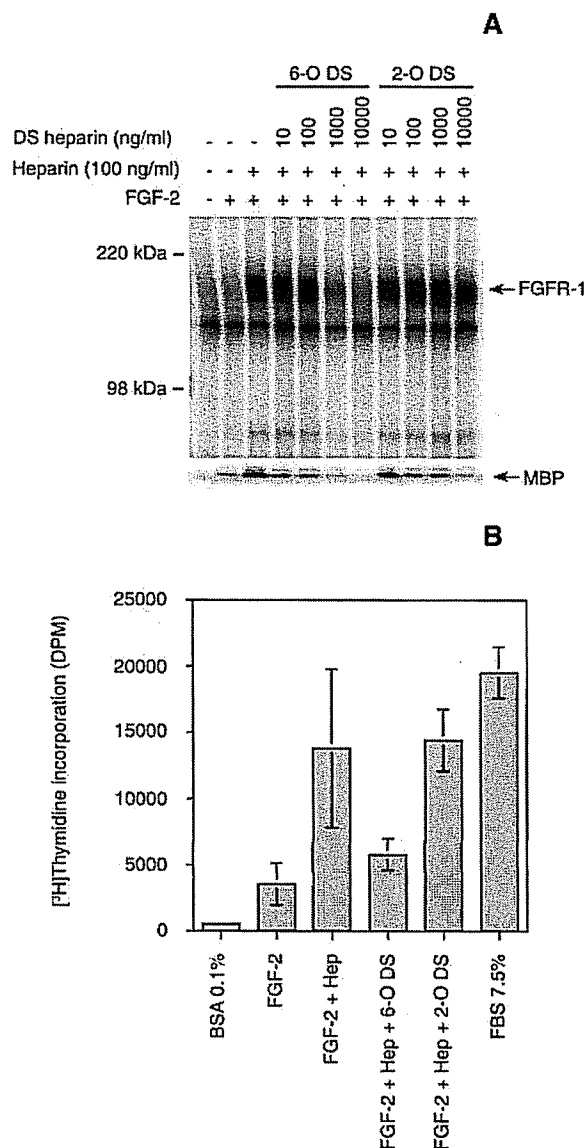 A
6-O DS 2-O DS
DS heparin (ng/ml) - - - 10 100 1000 10000 10 100 1000 10000
Heparin (100 ng/ml) - - + + + + + + + + +
FGF-2 - + + + + + + + + + +
220 kDa
FGFR-1
98 kDa
MBP
B
[³H]Thymidine Incorporation (DPM)
25000
20000
15000
10000
5000
0
BSA 0.1%
FGF-2
FGF-2 + Hep
FGF-2 + Hep + 6-O DS
FGF-2 + Hep + 2-O DS
FBS 7.5%